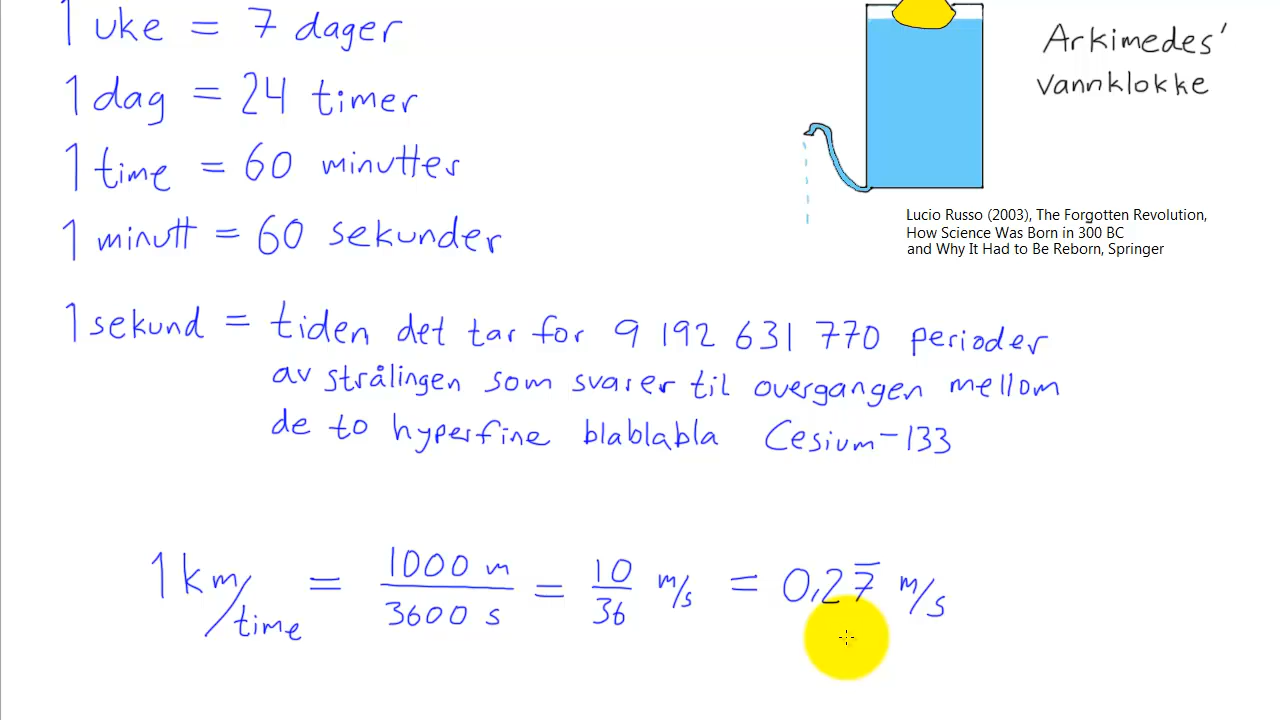 1 uke = 7 dager
1 dag = 24 timer
1 time = 60 minutter
1 minutt = 60 sekunder
Arkimedes'
vannklokke
Lucio Russo (2003), The Forgotten Revolution,
How Science Was Born in 300 BC
and Why It Had to Be Reborn, Springer
1 sekund = tiden det tar for 9 192 631 770 perioder
av strålingen som svarer til overgangen mellom
de to hyperfine blablabla Cesium-133
1 km/time = 1000 m/3600 s = 10/36 m/s = 0,27̅ m/s